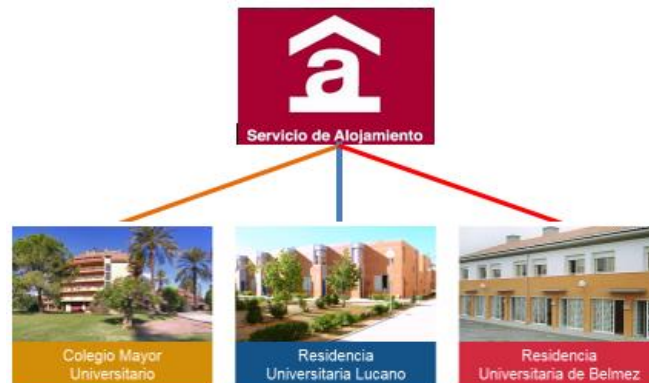 a
Servicio de Alojamiento
Colegio Mayor
Universitario
Residencia
Universitaria Lucano
Residencia
Universitaria de Belmez